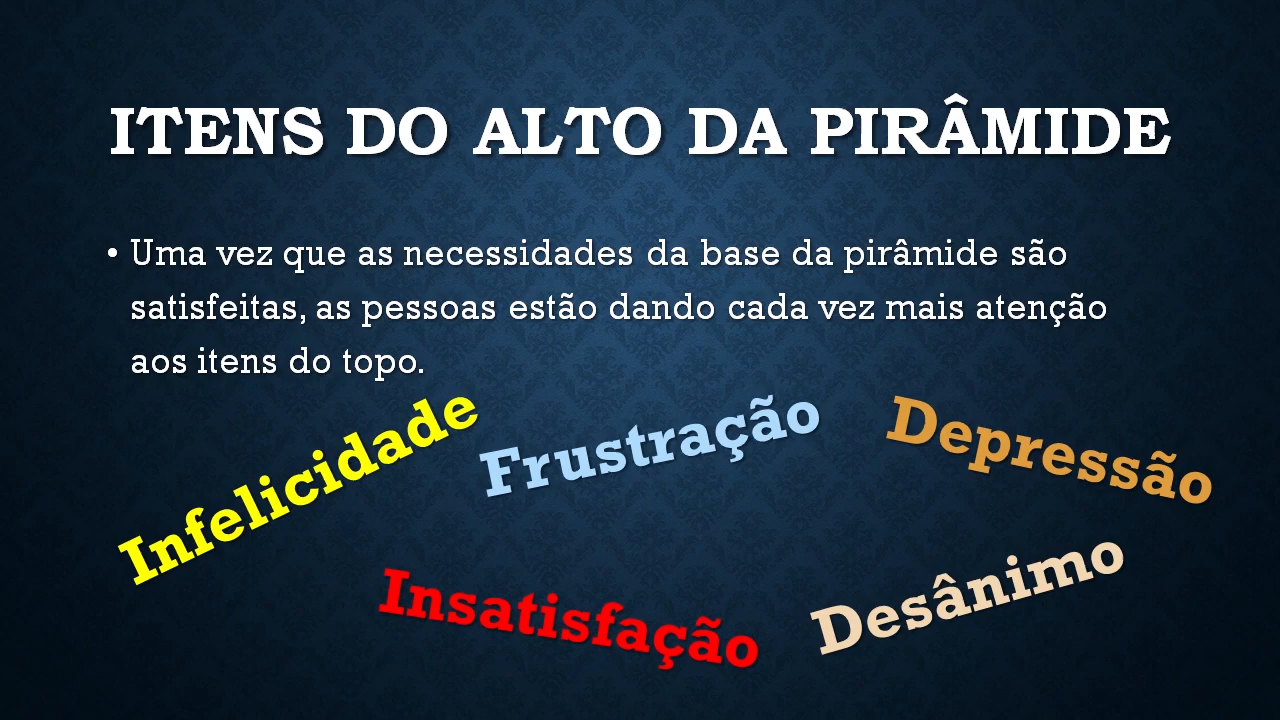 ITENS DO ALTO DA PIRÂMIDE
• Uma vez que as necessidades da base da pirâmide são
satisfeitas, as pessoas estão dando cada vez mais atenção
aos itens do topo.
Infelicidade
Frustração
Depressão
Insatisfação
Desânimo